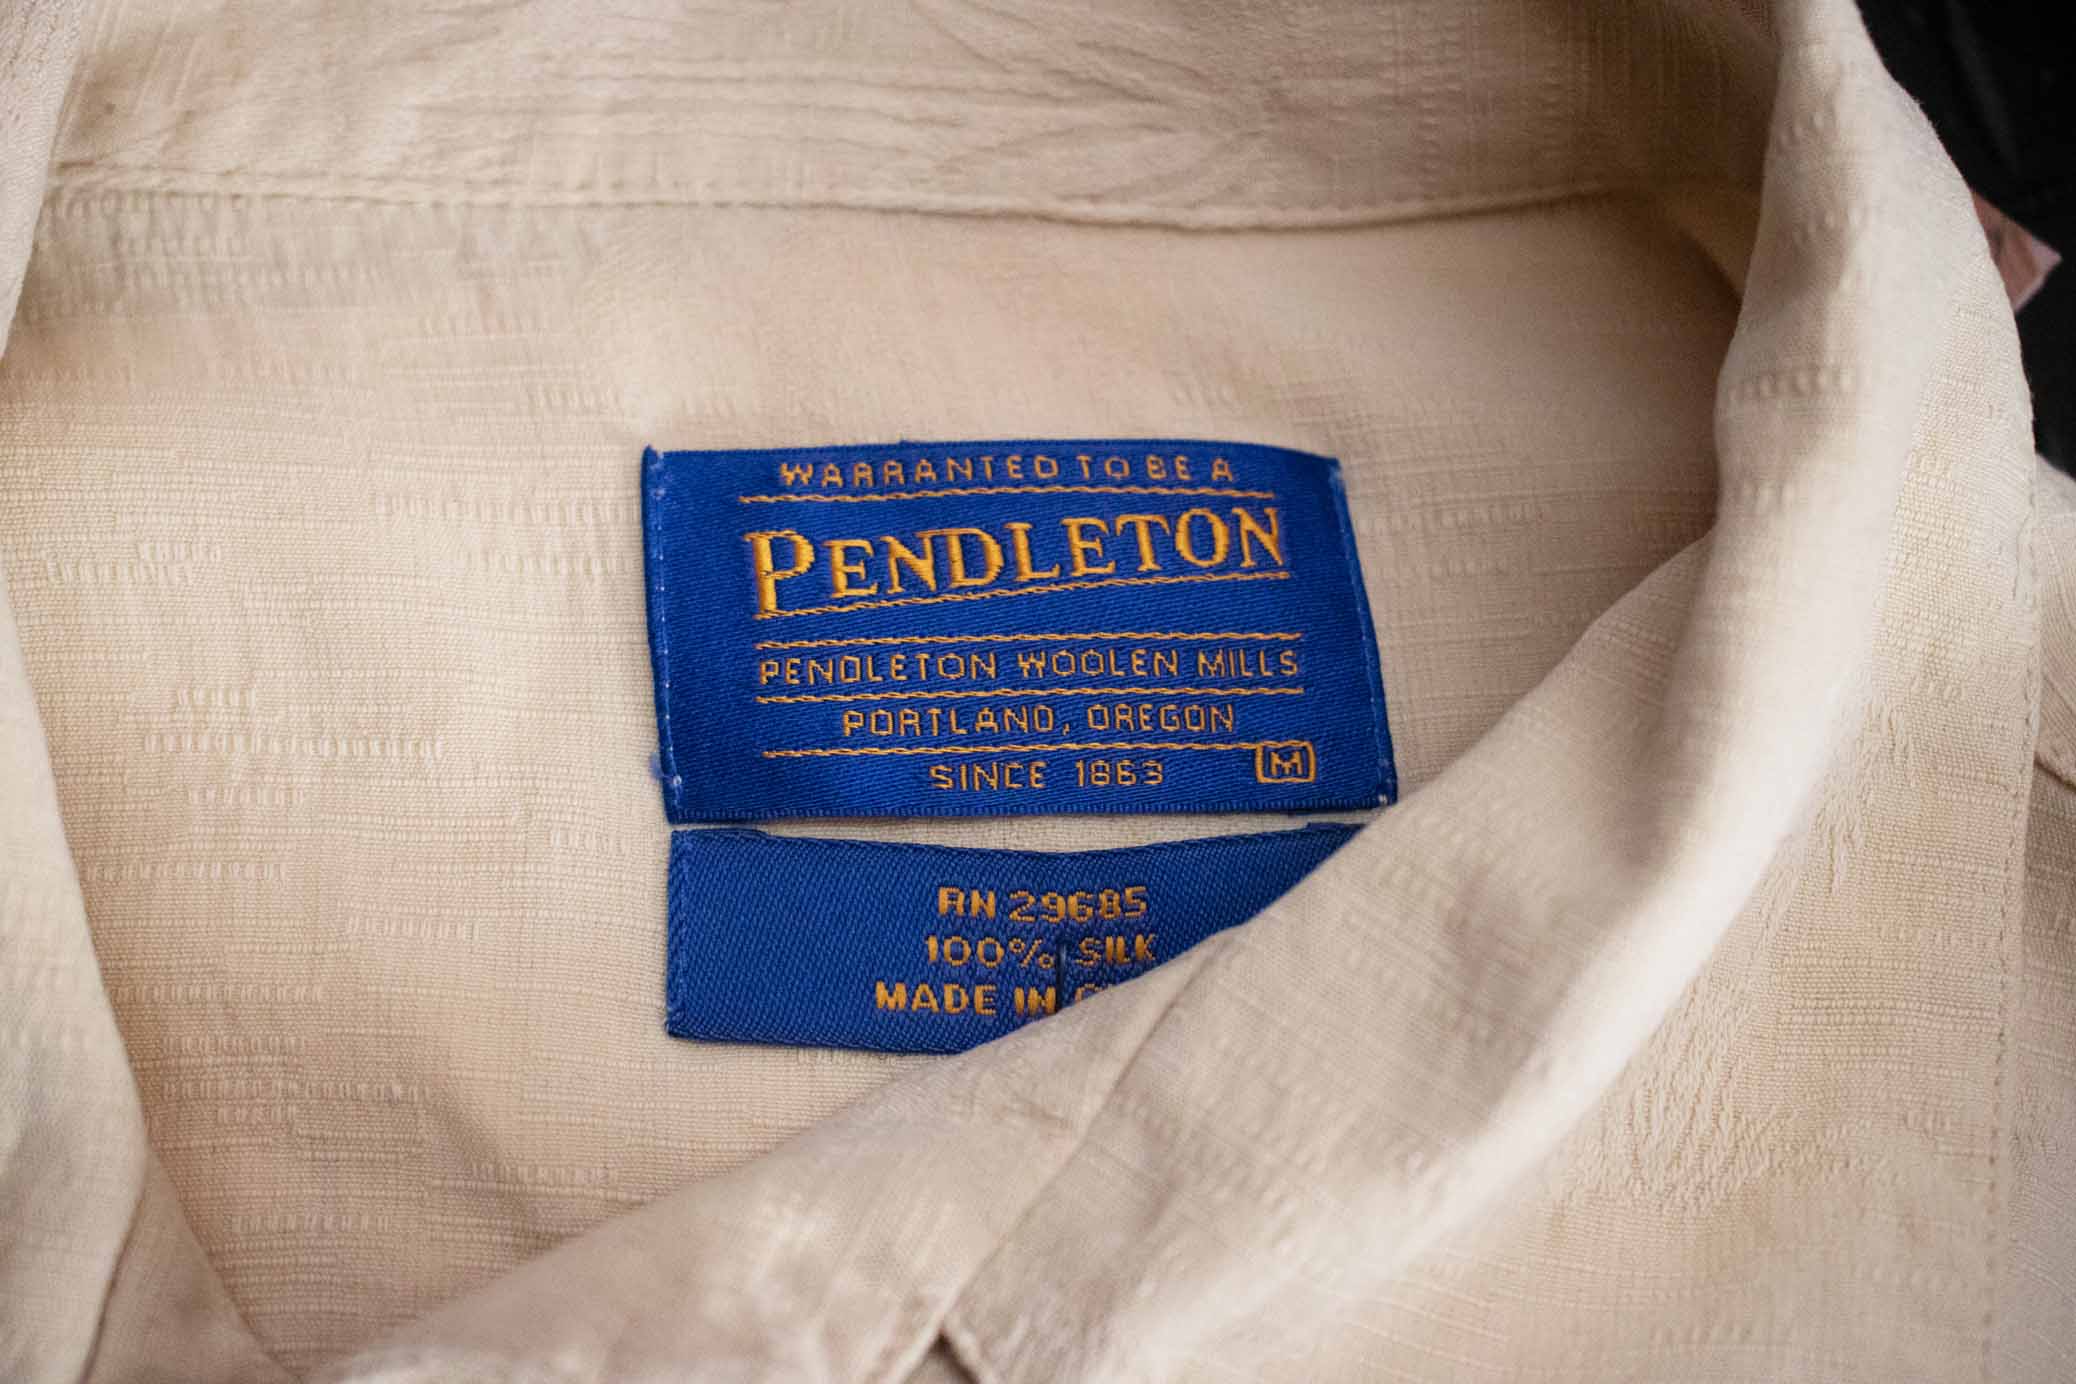 WARRANTED TO BE A
PENDLETON
PENDLETON WOOLEN MILLS
PORTLAND, OREGON
SINCE 1863
M
RN 29685
100% SILK
MADE IN